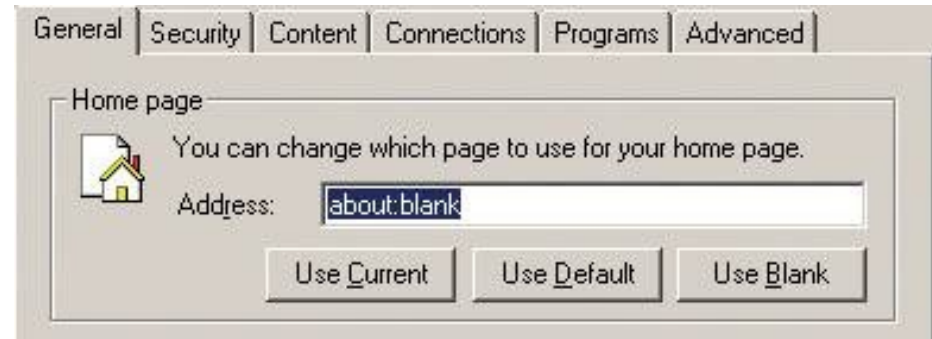 General Security Content Connections Programs Advanced
Home page
You can change which page to use for your home page.
Address: about:blank
Use Current Use Default Use Blank